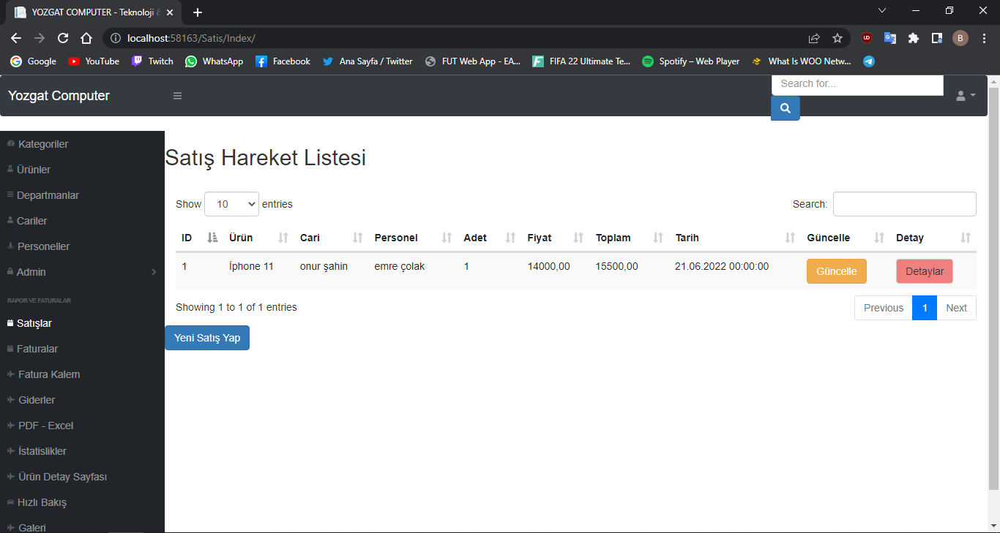 YOZGAT COMPUTER - Teknoloji &
localhost:58163/Satis/Index/
B
Google YouTube Twitch WhatsApp Facebook Ana Sayfa / Twitter FUT Web App - EA... FIFA 22 Ultimate Te... Spotify – Web Player What Is WOO Netw...
Yozgat Computer
Search for...
Kategoriler
Ürünler
Departmanlar
Cariler
Personeller
Admin
RAPOR VE FATURALAR
Satışlar
Faturalar
Fatura Kalem
Giderler
PDF - Excel
İstatislikler
Ürün Detay Sayfası
Hızlı Bakış
Galeri
Satış Hareket Listesi
Show 10 entries
Search:
ID Ürün Cari Personel Adet Fiyat Toplam Tarih Güncelle Detay
1 İphone 11 onur şahin emre çolak 1 14000,00 15500,00 21.06.2022 00:00:00 Güncelle Detaylar
Showing 1 to 1 of 1 entries
Previous 1 Next
Yeni Satış Yap